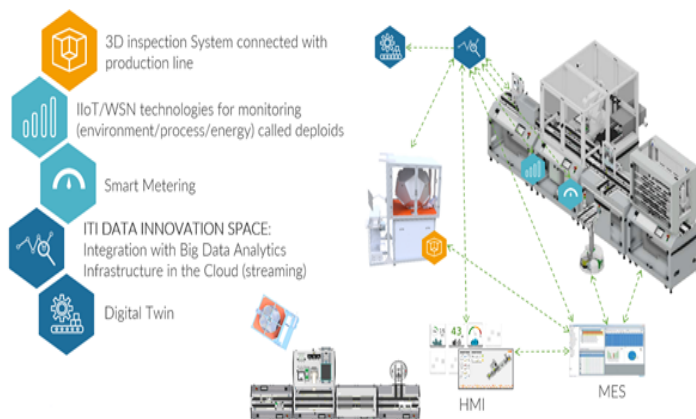 3D inspection System connected with
production line
IIoT/WSN technologies for monitoring
(environment/process/energy) called deploids
Smart Metering
ITI DATA INNOVATION SPACE:
Integration with Big Data Analytics
Infrastructure in the Cloud (streaming)
Digital Twin
43
HMI
MES